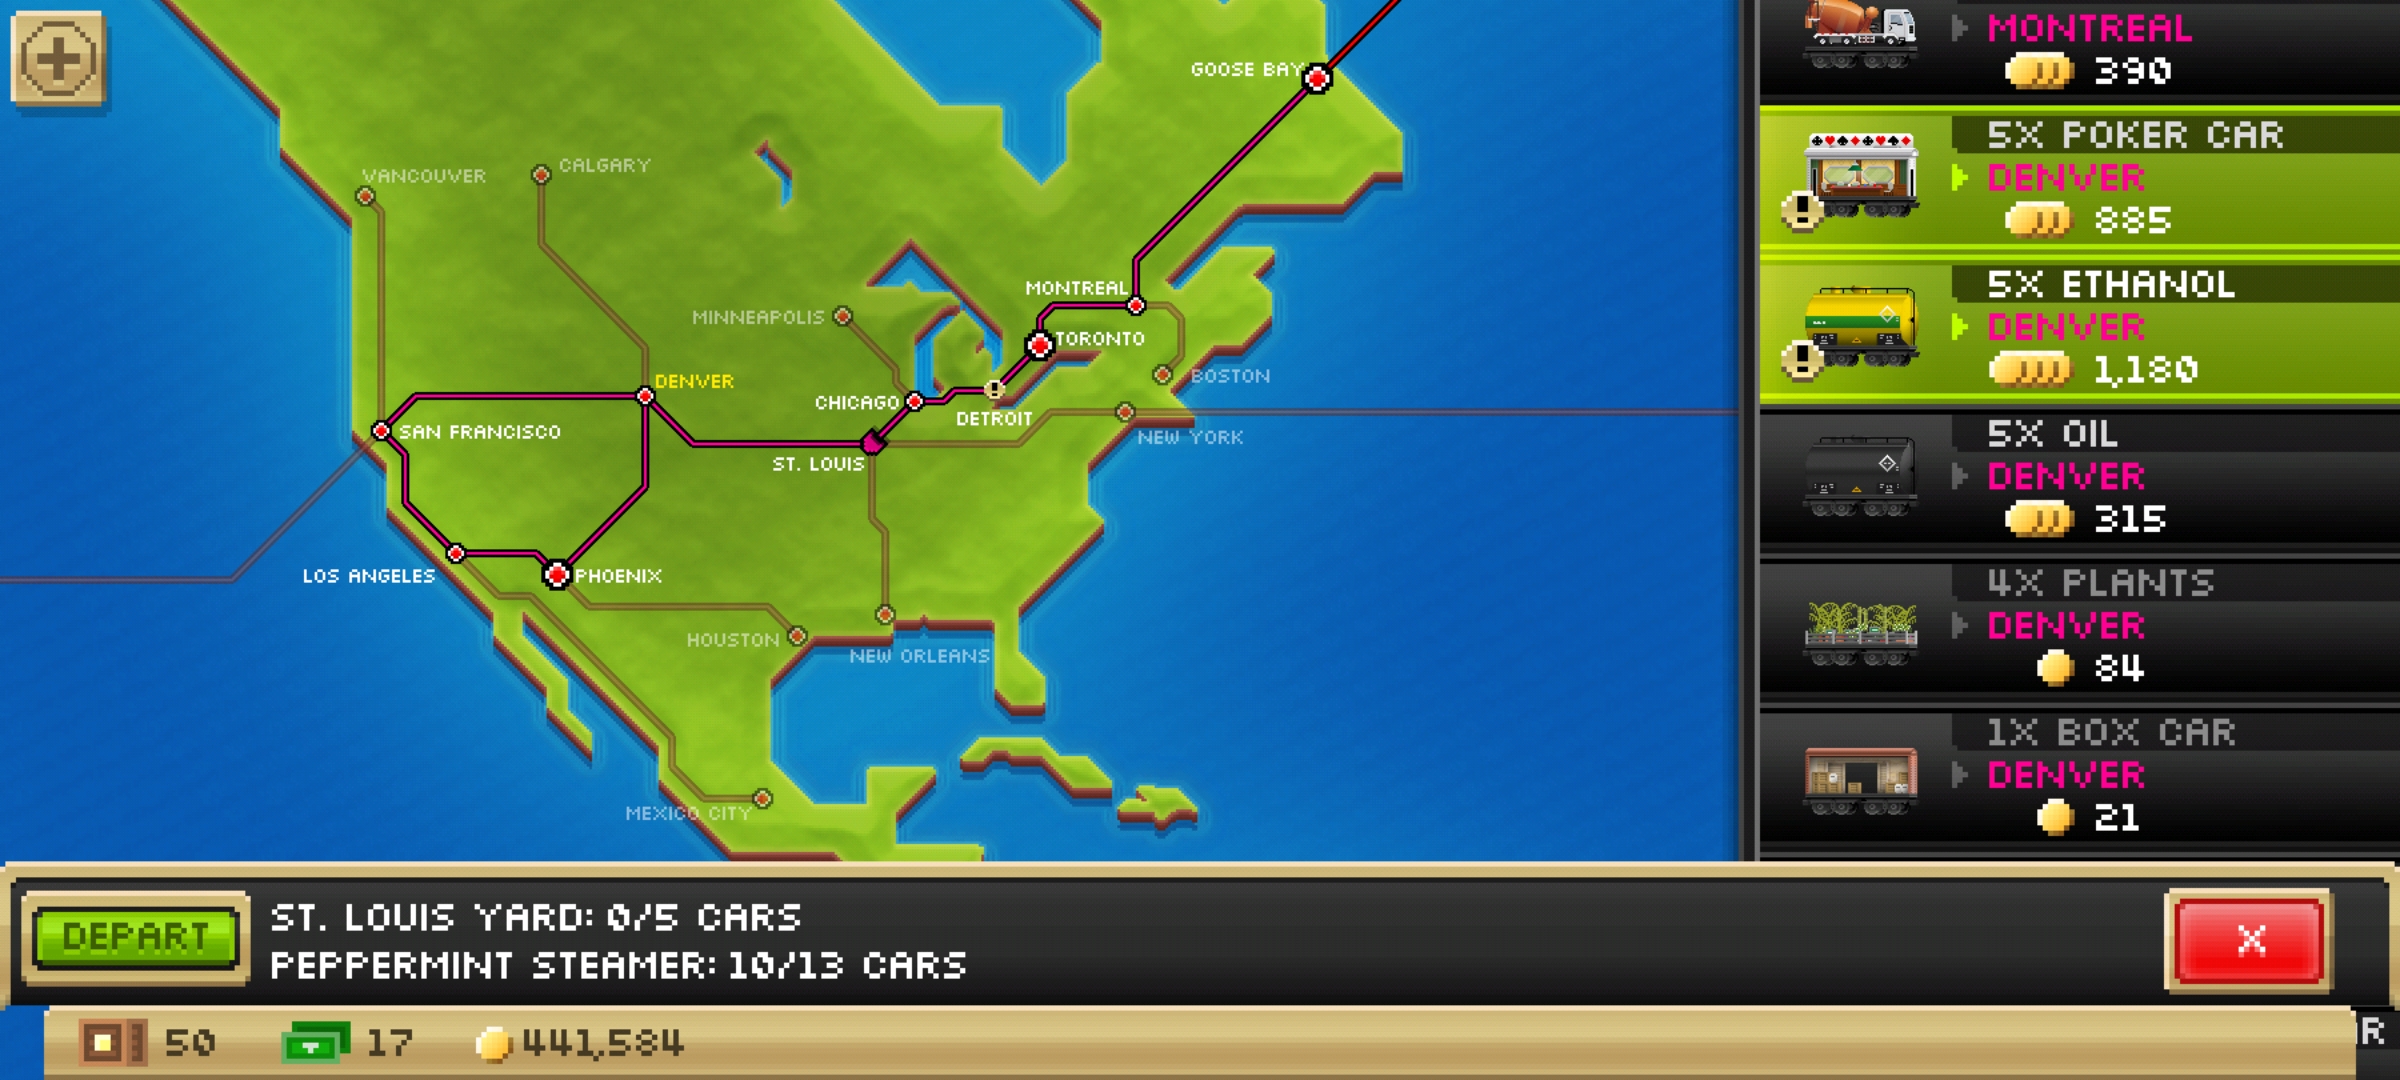 GOOSE BAY
VANCOUVER
CALGARY
MINNEAPOLIS
MONTREAL
TORONTO
BOSTON
DENVER
CHICAGO
DETROIT
NEW YORK
SAN FRANCISCO
ST. LOUIS
LOS ANGELES
PHOENIX
HOUSTON
NEW ORLEANS
MEXICO CITY
MONTREAL
390
5X POKER CAR
DENVER
885
5X ETHANOL
DENVER
1,180
5X OIL
DENVER
315
4X PLANTS
DENVER
84
1X BOX CAR
DENVER
21
DEPART
ST. LOUIS YARD: 0/5 CARS
PEPPERMINT STEAMER: 10/13 CARS
X
50
17
441,584
R